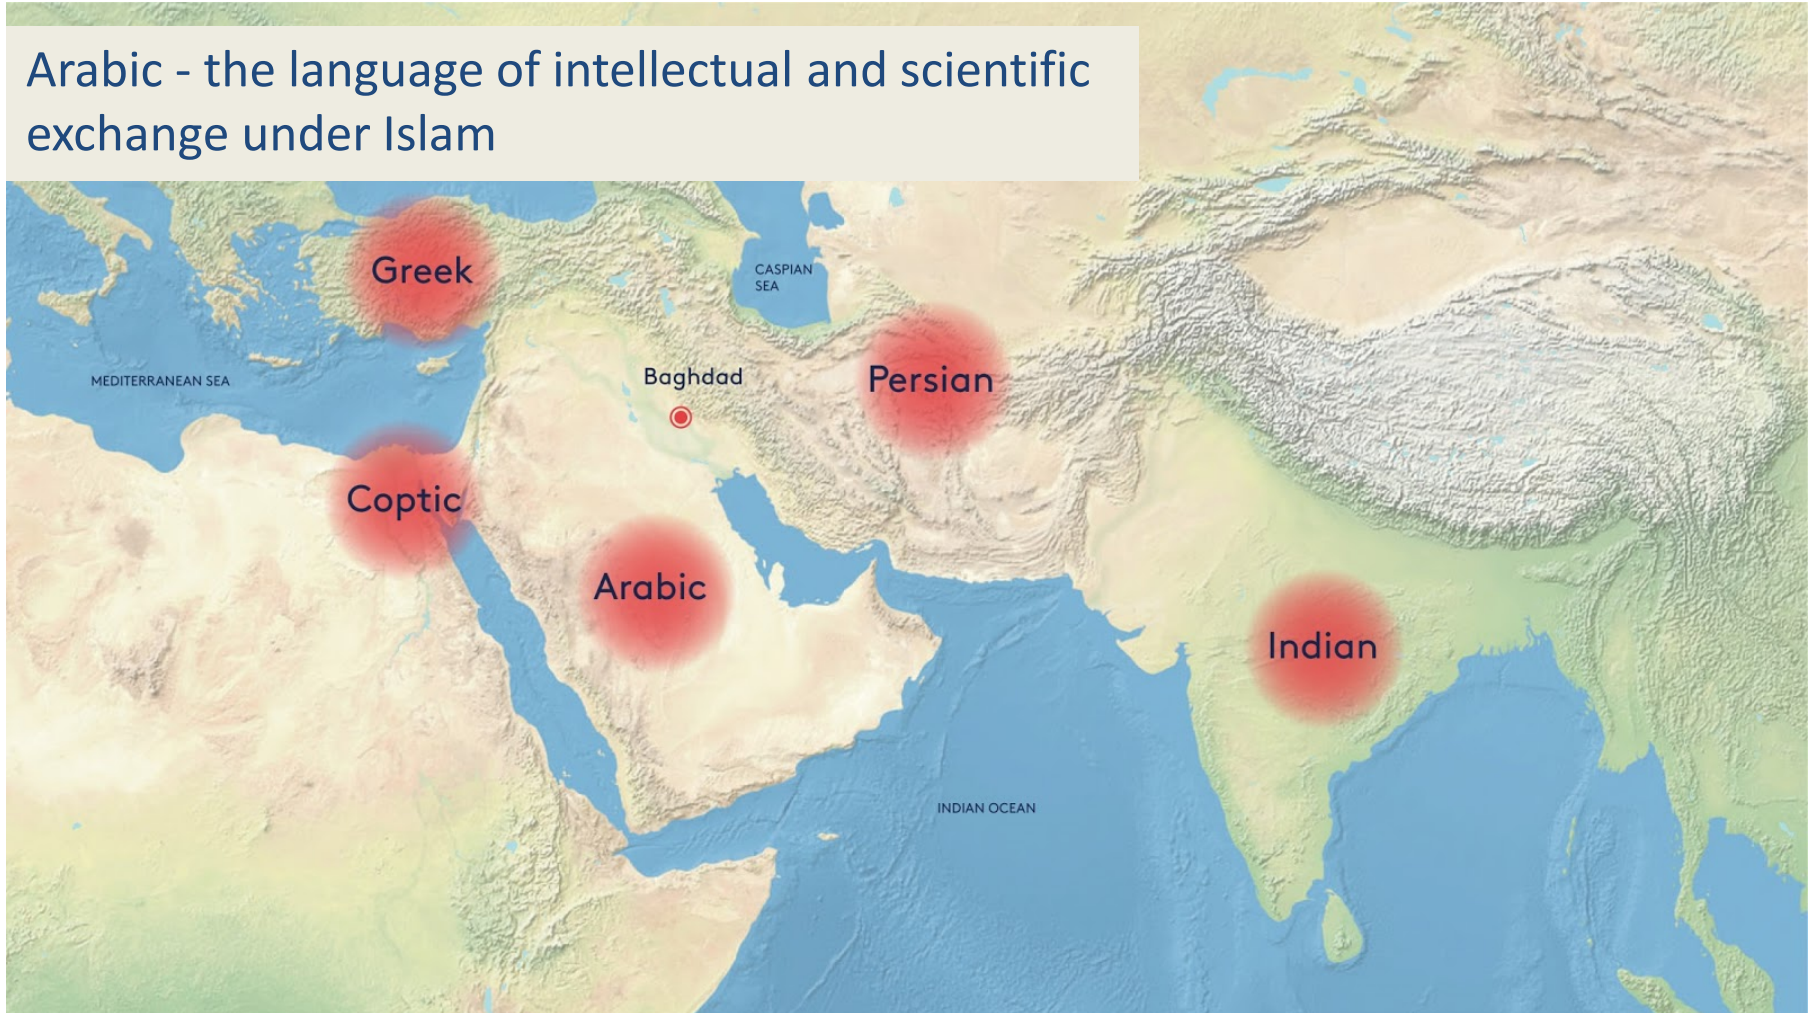 Arabic - the language of intellectual and scientific
exchange under Islam
Greek
CASPIAN
SEA
Baghdad
Persian
MEDITERRANEAN SEA
Coptic
Arabic
Indian
INDIAN OCEAN